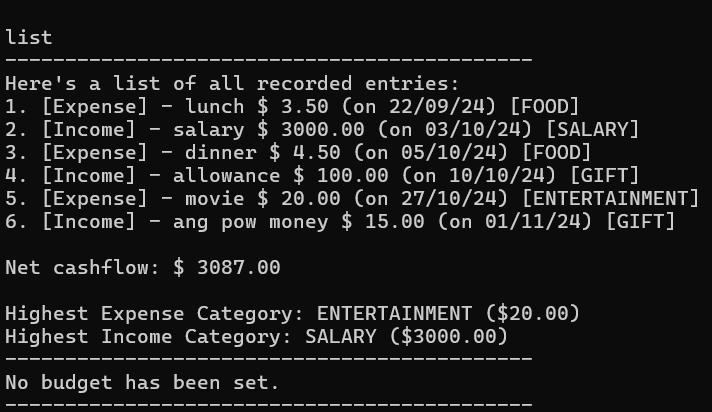 list
--------------------------------------------
Here's a list of all recorded entries:
1. [Expense] - lunch $ 3.50 (on 22/09/24) [FOOD]
2. [Income] - salary $ 3000.00 (on 03/10/24) [SALARY]
3. [Expense] - dinner $ 4.50 (on 05/10/24) [FOOD]
4. [Income] - allowance $ 100.00 (on 10/10/24) [GIFT]
5. [Expense] - movie $ 20.00 (on 27/10/24) [ENTERTAINMENT]
6. [Income] - ang pow money $ 15.00 (on 01/11/24) [GIFT]
Net cashflow: $ 3087.00
Highest Expense Category: ENTERTAINMENT ($20.00)
Highest Income Category: SALARY ($3000.00)
--------------------------------------------
No budget has been set.
--------------------------------------------